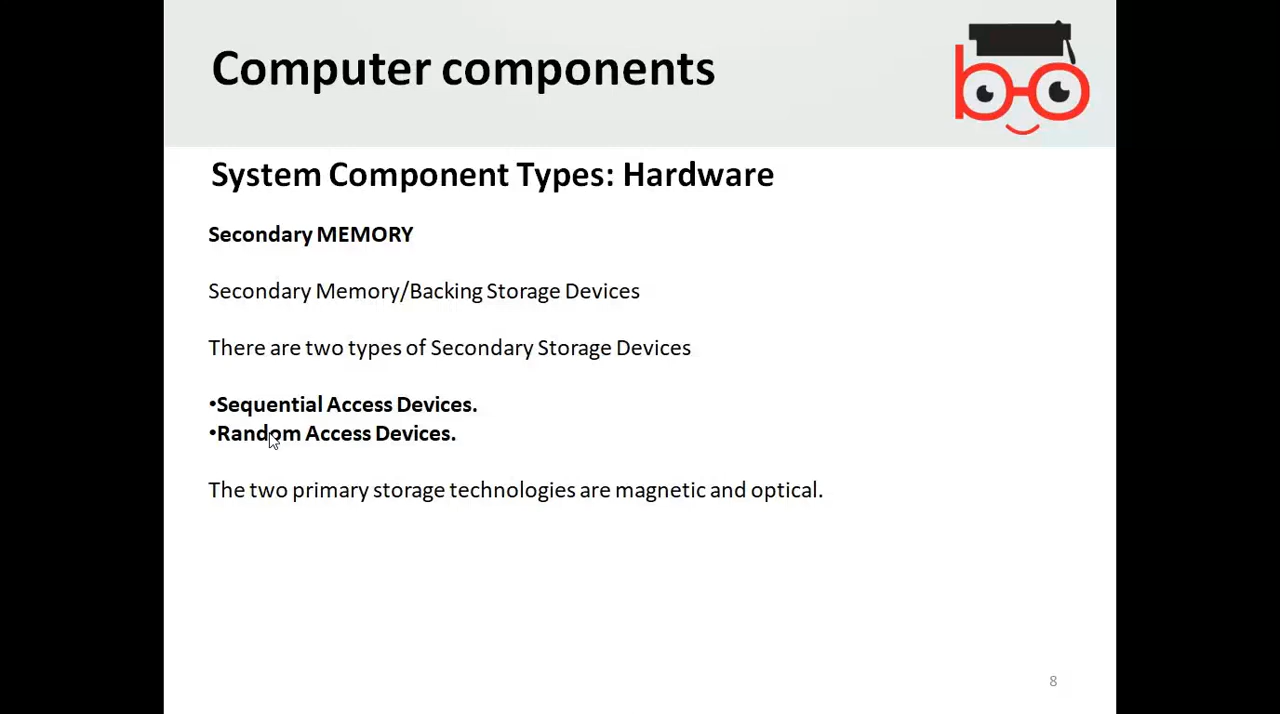 Computer components
System Component Types: Hardware
Secondary MEMORY
Secondary Memory/Backing Storage Devices
There are two types of Secondary Storage Devices
•Sequential Access Devices.
•Random Access Devices.
The two primary storage technologies are magnetic and optical.
8